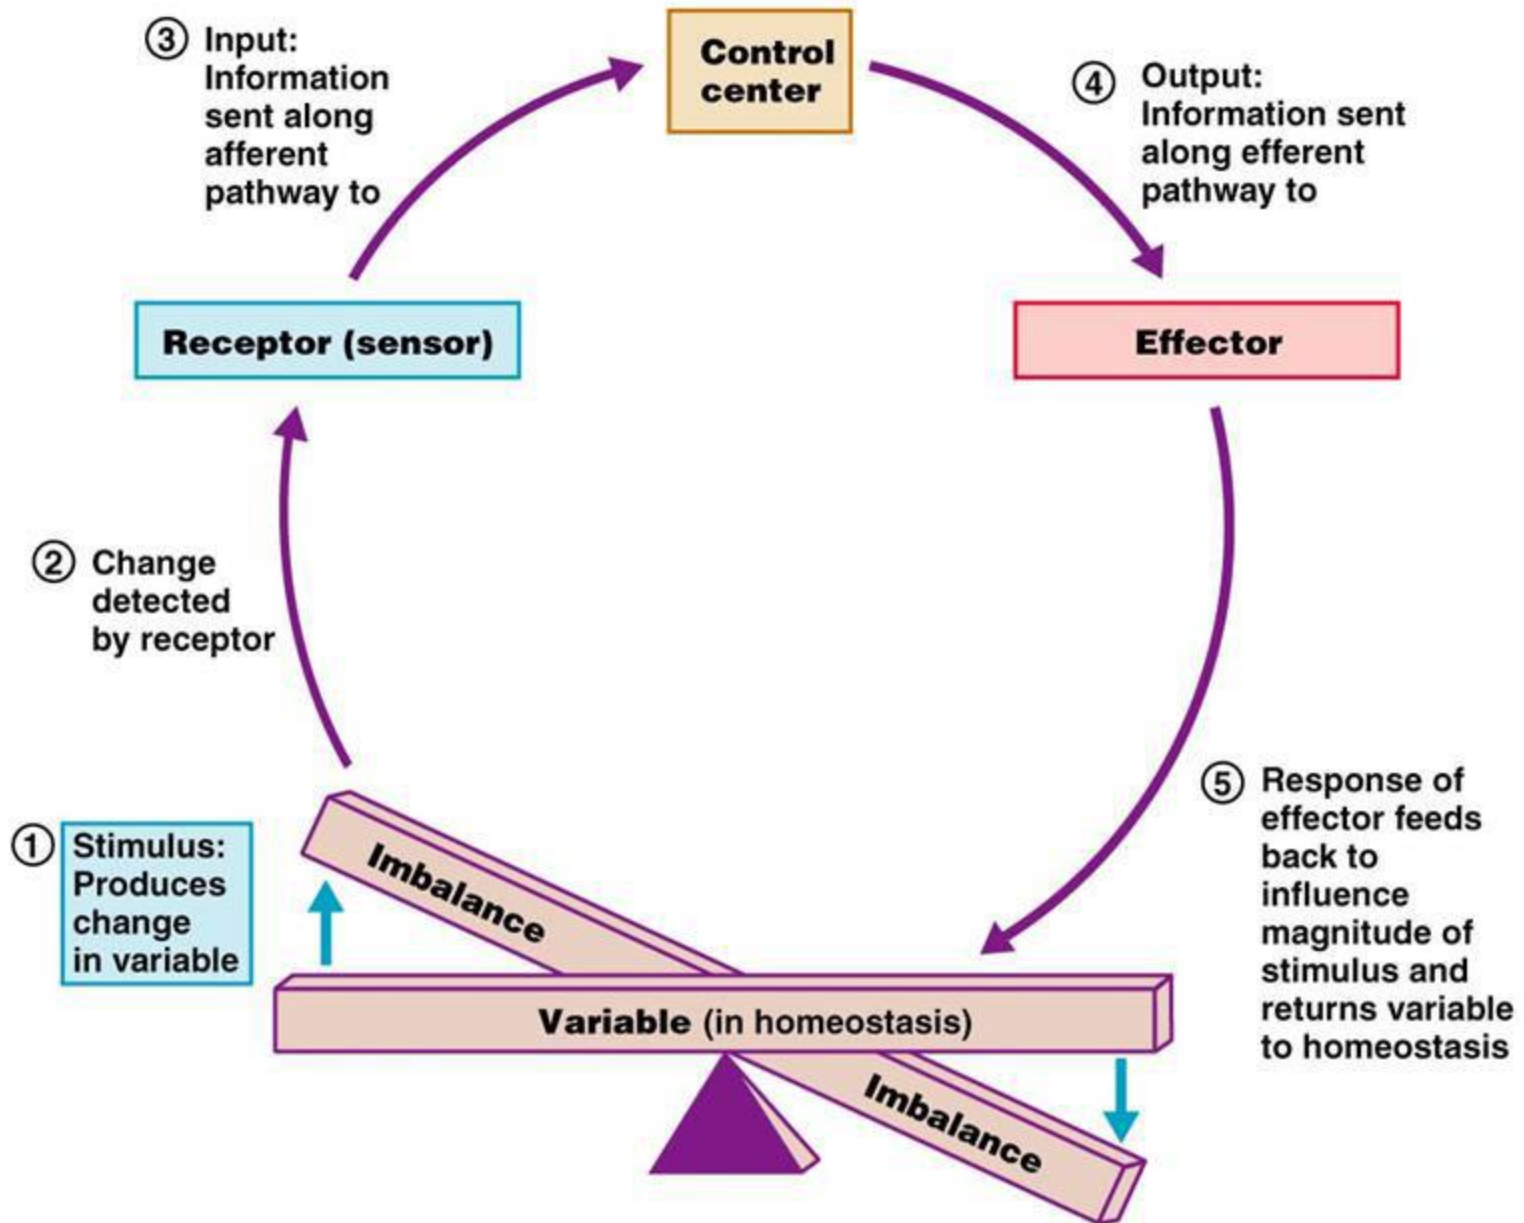 3 Input:
Information
sent along
afferent
pathway to
Control
center
4 Output:
Information sent
along efferent
pathway to
Receptor (sensor)
Effector
2 Change
detected
by receptor
1 Stimulus:
Produces
change
in variable
Imbalance
Variable (in homeostasis)
Imbalance
5 Response of
effector feeds
back to
influence
magnitude of
stimulus and
returns variable
to homeostasis